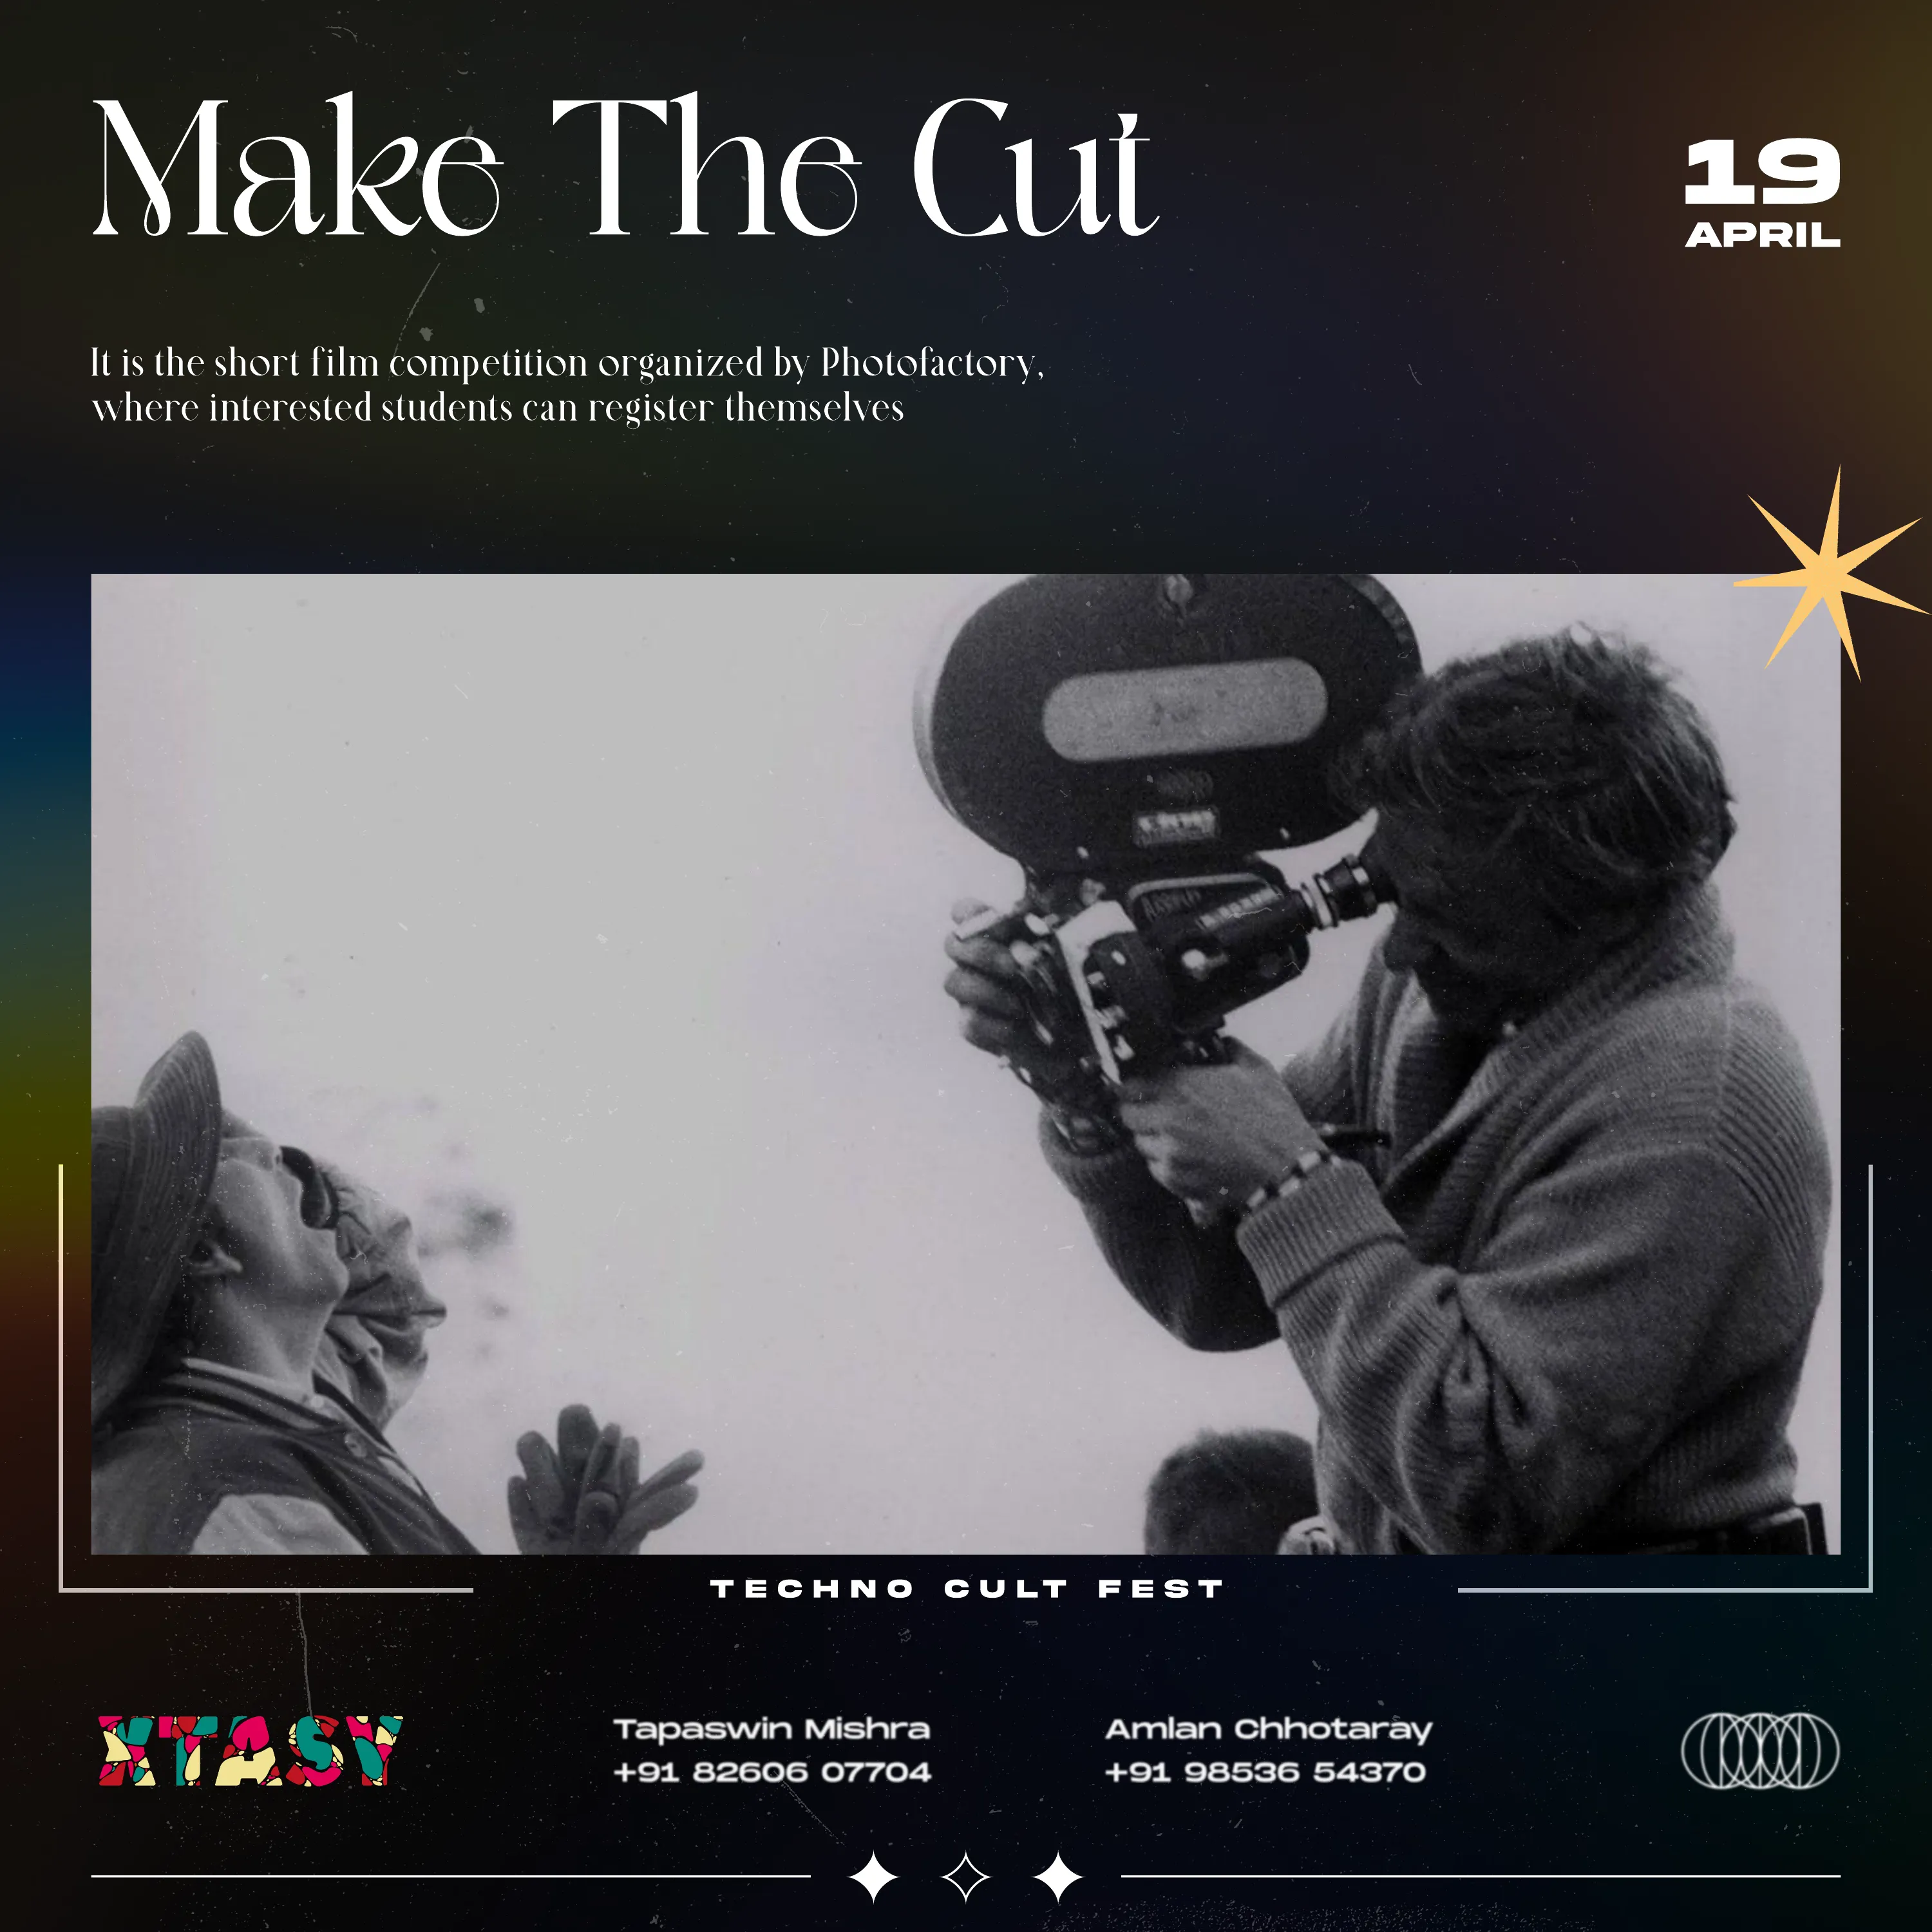 Make The Cut
19
APRIL
It is the short film competition organized by Photofactory,
where interested students can register themselves
TECHNO CULT FEST
XTASY
Tapaswin Mishra
+91 82606 07704
Amlan Chhotaray
+91 98536 54370